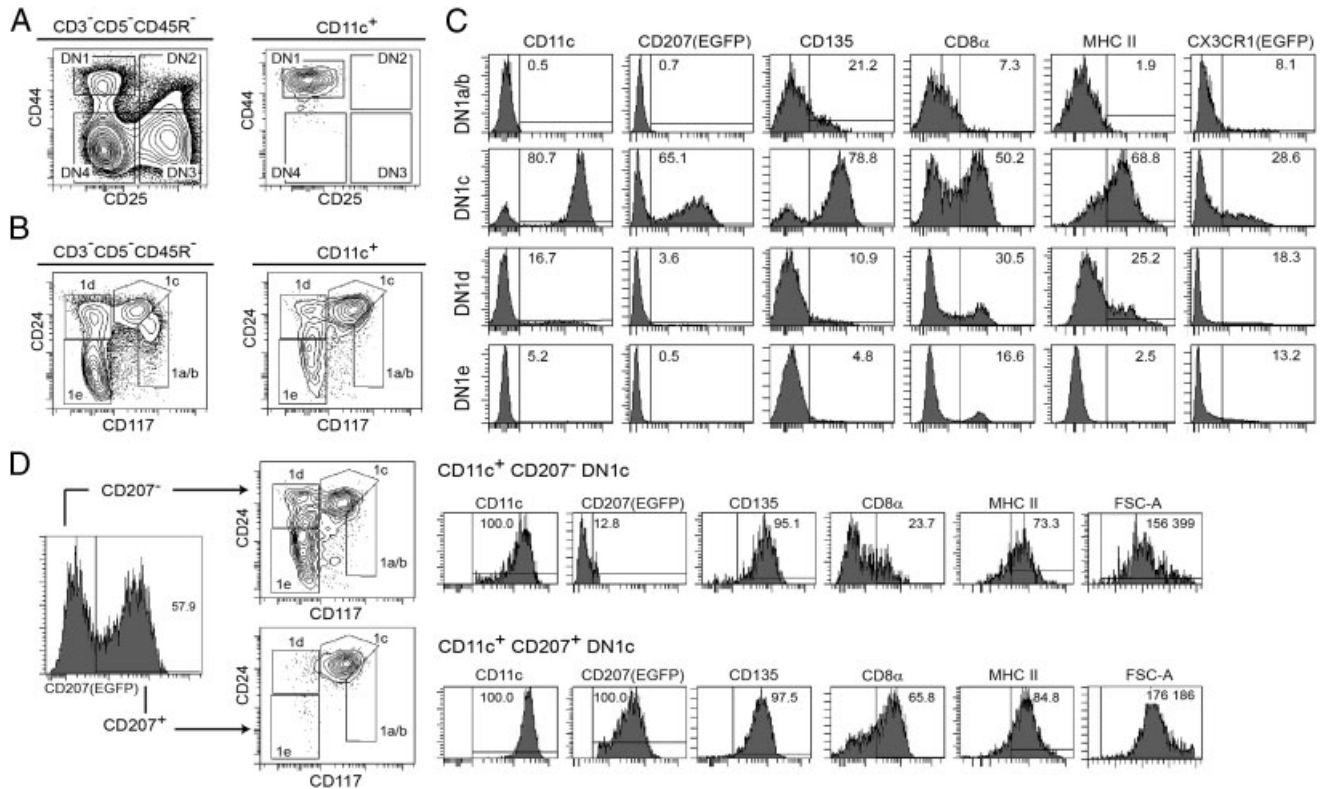 A
CD3⁻CD5⁻CD45R⁻
CD11c⁺
DN1
DN2
DN4
DN3
CD44
CD25
DN1
DN2
DN4
DN3
CD44
CD25
B
CD3⁻CD5⁻CD45R⁻
CD11c⁺
1d
1c
1e
1a/b
CD24
CD117
1d
1c
1e
1a/b
CD24
CD117
C
CD11c CD207(EGFP) CD135 CD8α MHC II CX3CR1(EGFP)
DN1a/b 0.5 0.7 21.2 7.3 1.9 8.1
DN1c 80.7 65.1 78.8 50.2 68.8 28.6
DN1d 16.7 3.6 10.9 30.5 25.2 18.3
DN1e 5.2 0.5 4.8 16.6 2.5 13.2
D
CD207⁻
57.9
CD207(EGFP)
CD207⁺
1d
1c
1e
1a/b
CD24
CD117
1d
1c
1e
1a/b
CD24
CD117
CD11c⁺ CD207⁻ DN1c
CD11c CD207(EGFP) CD135 CD8α MHC II FSC-A
100.0 12.8 95.1 23.7 73.3 156 399
CD11c⁺ CD207⁺ DN1c
CD11c CD207(EGFP) CD135 CD8α MHC II FSC-A
100.0 100.0 97.5 65.8 84.8 176 186